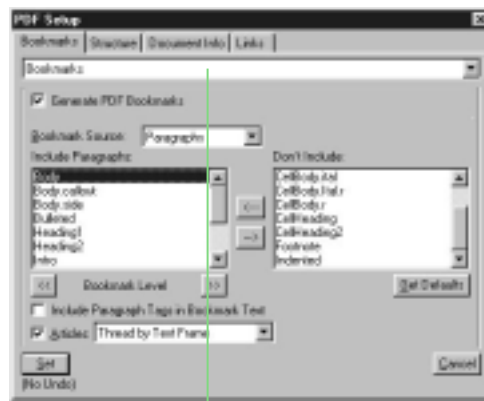 PDF Setup
Bookmarks Structure Document Info Links
Bookmarks
Generate PDF Bookmarks
Bookmark Source: Paragraphs
Include Paragraphs: Don't Include:
Body CellBody.ital
Body.callout CellBody.ital.r
Body.side CellBody.r
Bulleted CellHeading
Heading1 CellHeading2
Heading2 Footnote
Intro Indented
<--
-->
<< Bookmark Level >> Get Defaults
Include Paragraph Tags in Bookmark Text
Articles: Thread by Text Frame
Set Cancel
(No Undo)